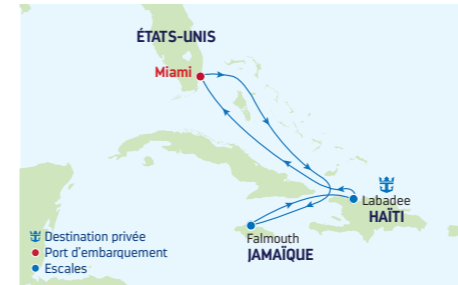 ÉTATS-UNIS
Miami
Labadee
HAÏTI
Falmouth
JAMAÏQUE
Destination privée
Port d'embarquement
Escales